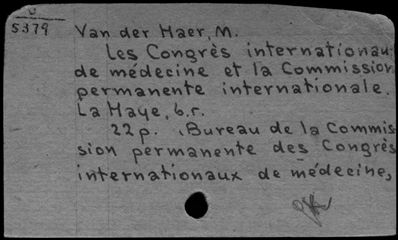 U
5379
Van der Haer, M.
Les Congrès internationau
de médecine et la Commission
permanente internationale.
La Haye, b.r.
22 p. (Bureau de la Commis-
sion permanente des Congrès
internationaux de médecine,